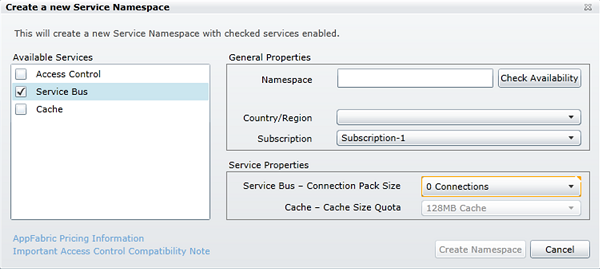 Create a new Service Namespace
This will create a new Service Namespace with checked services enabled.
Available Services
Access Control
Service Bus
Cache
General Properties
Namespace
Check Availability
Country/Region
Subscription
Subscription-1
Service Properties
Service Bus – Connection Pack Size
0 Connections
Cache – Cache Size Quota
128MB Cache
AppFabric Pricing Information
Important Access Control Compatibility Note
Create Namespace
Cancel